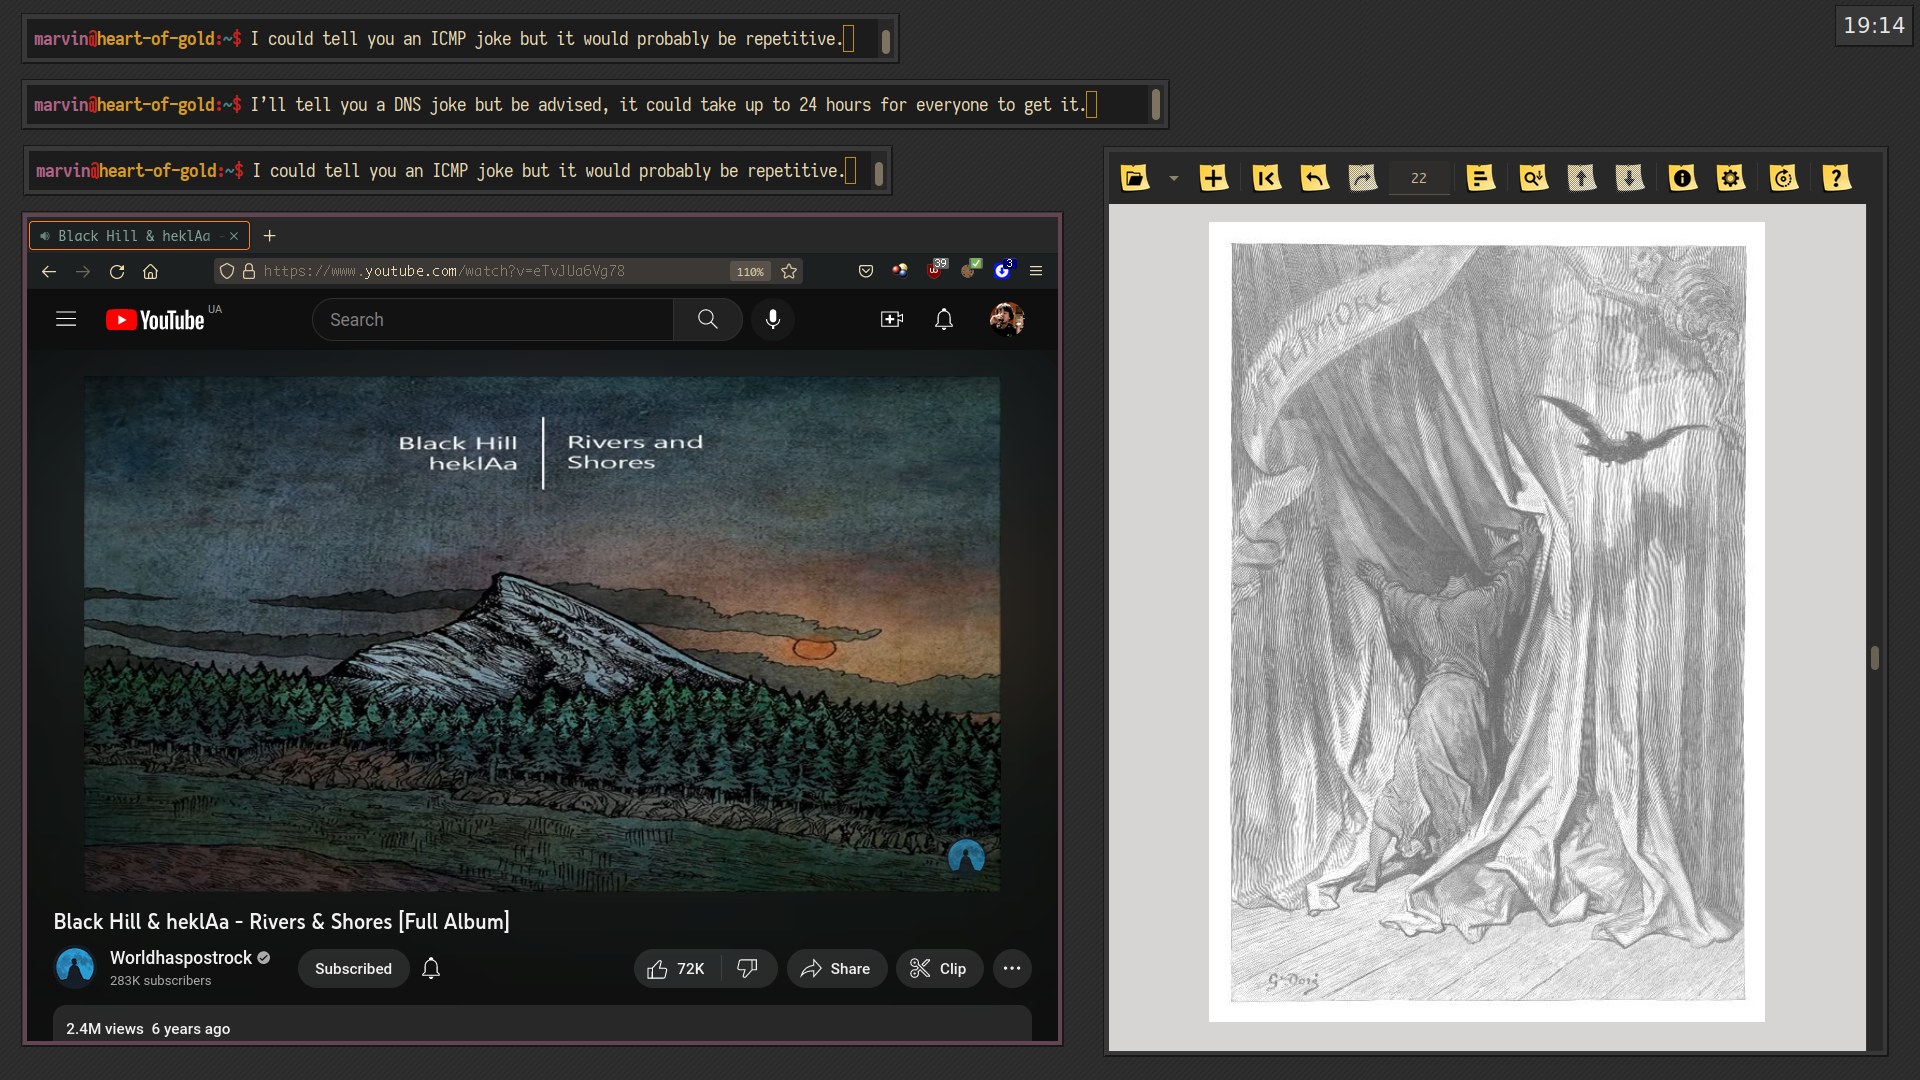 marvin@heart-of-gold:~$ I could tell you an ICMP joke but it would probably be repetitive.
19:14
marvin@heart-of-gold:~$ I’ll tell you a DNS joke but be advised, it could take up to 24 hours for everyone to get it.
marvin@heart-of-gold:~$ I could tell you an ICMP joke but it would probably be repetitive.
22
?
Black Hill & heklAa -
https://www.youtube.com/watch?v=eTvJUa6Vg78
110%
39
3
YouTube UA
Search
Black Hill
heklAa
Rivers and
Shores
Black Hill & heklAa - Rivers & Shores [Full Album]
Worldhaspostrock
283K subscribers
Subscribed
72K
Share
Clip
2.4M views 6 years ago
NEVERMORE
G Doré